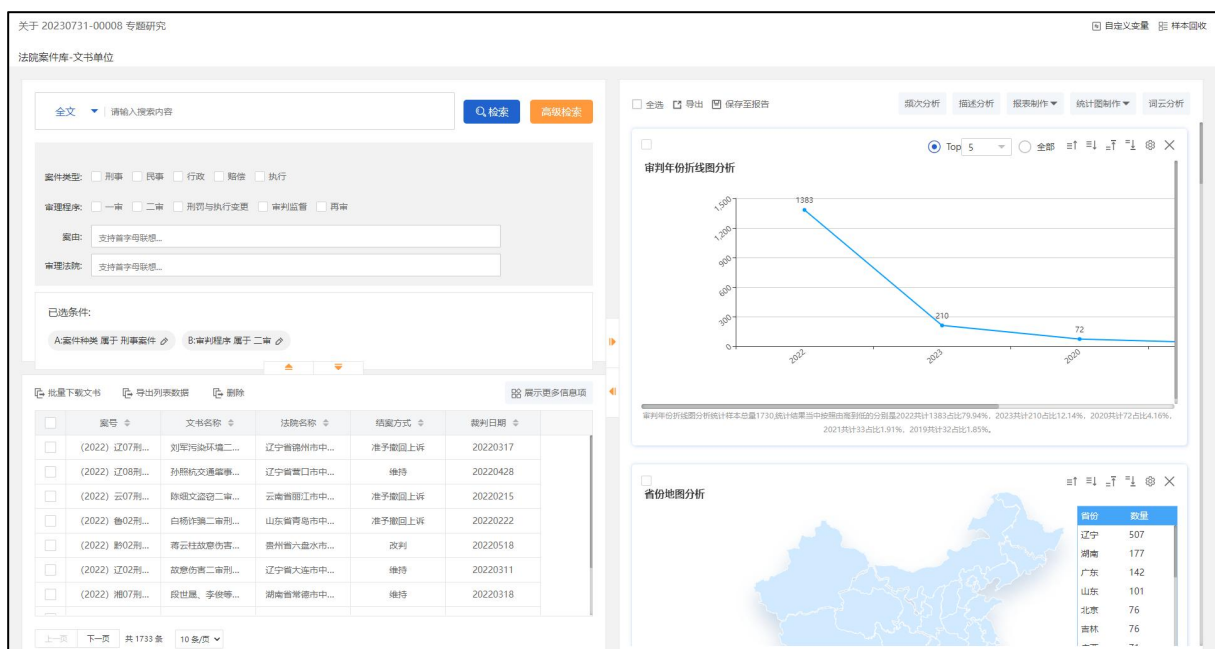 关于 20230731-00008 专题研究
自定义变量 样本回收
法院案件库-文书单位
全文 请输入搜索内容 检索 高级检索
案件类型: 刑事 民事 行政 赔偿 执行
审理程序: 一审 二审 刑罚与执行变更 审判监督 再审
案由: 支持首字母联想...
审理法院: 支持首字母联想...
已选条件:
A:案件种类 属于 刑事案件 B:审判程序 属于 二审
批量下载文书 导出列表数据 删除 展示更多信息项
案号 文书名称 法院名称 结案方式 裁判日期
(2022) 辽07刑... 刘军污染环境二... 辽宁省锦州市中... 准予撤回上诉 20220317
(2022) 辽08刑... 孙照杭交通肇事... 辽宁省营口市中... 维持 20220428
(2022) 云07刑... 陈细文盗窃二审... 云南省丽江市中... 准予撤回上诉 20220215
(2022) 鲁02刑... 白杨诈骗二审刑... 山东省青岛市中... 准予撤回上诉 20220222
(2022) 黔02刑... 蒋云柱故意伤害... 贵州省六盘水市... 改判 20220518
(2022) 辽02刑... 故意伤害二审刑... 辽宁省大连市中... 维持 20220311
(2022) 湘07刑... 段世晟、李俊等... 湖南省常德市中... 维持 20220318
上一页 下一页 共 1733 条 10 条/页
全选 导出 保存至报告 频次分析 描述分析 报表制作 统计图制作 词云分析
Top 5 全部
审判年份折线图分析
1,500
1,200
900
600
300
0
1383
210
72
2022 2023 2020
审判年份折线图分析统计样本总量1730,统计结果当中按照由高到低的分别是2022共计1383占比79.94%、2023共计210占比12.14%、2020共计72占比4.16%、
2021共计33占比1.91%、2019共计32占比1.85%。
省份地图分析
省份 数量
辽宁 507
湖南 177
广东 142
山东 101
北京 76
吉林 76